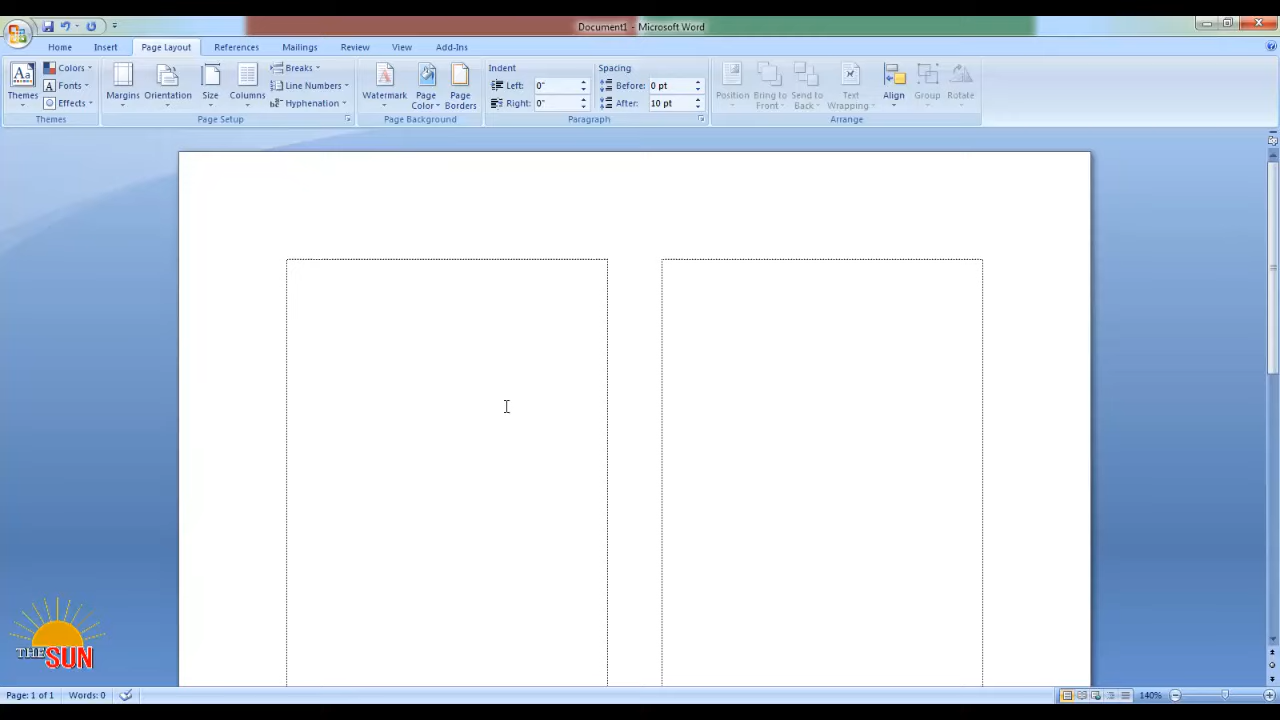 Document1 - Microsoft Word
Home Insert Page Layout References Mailings Review View Add-Ins
Themes Colors Fonts Effects Margins Orientation Size Columns Breaks Line Numbers Hyphenation Watermark Page Color Page Borders Indent Left: 0" Right: 0" Spacing Before: 0 pt After: 10 pt Position Bring to Front Send to Back Text Wrapping Align Group Rotate
Themes Page Setup Page Background Paragraph Arrange
THE SUN
Page: 1 of 1 Words: 0 140%